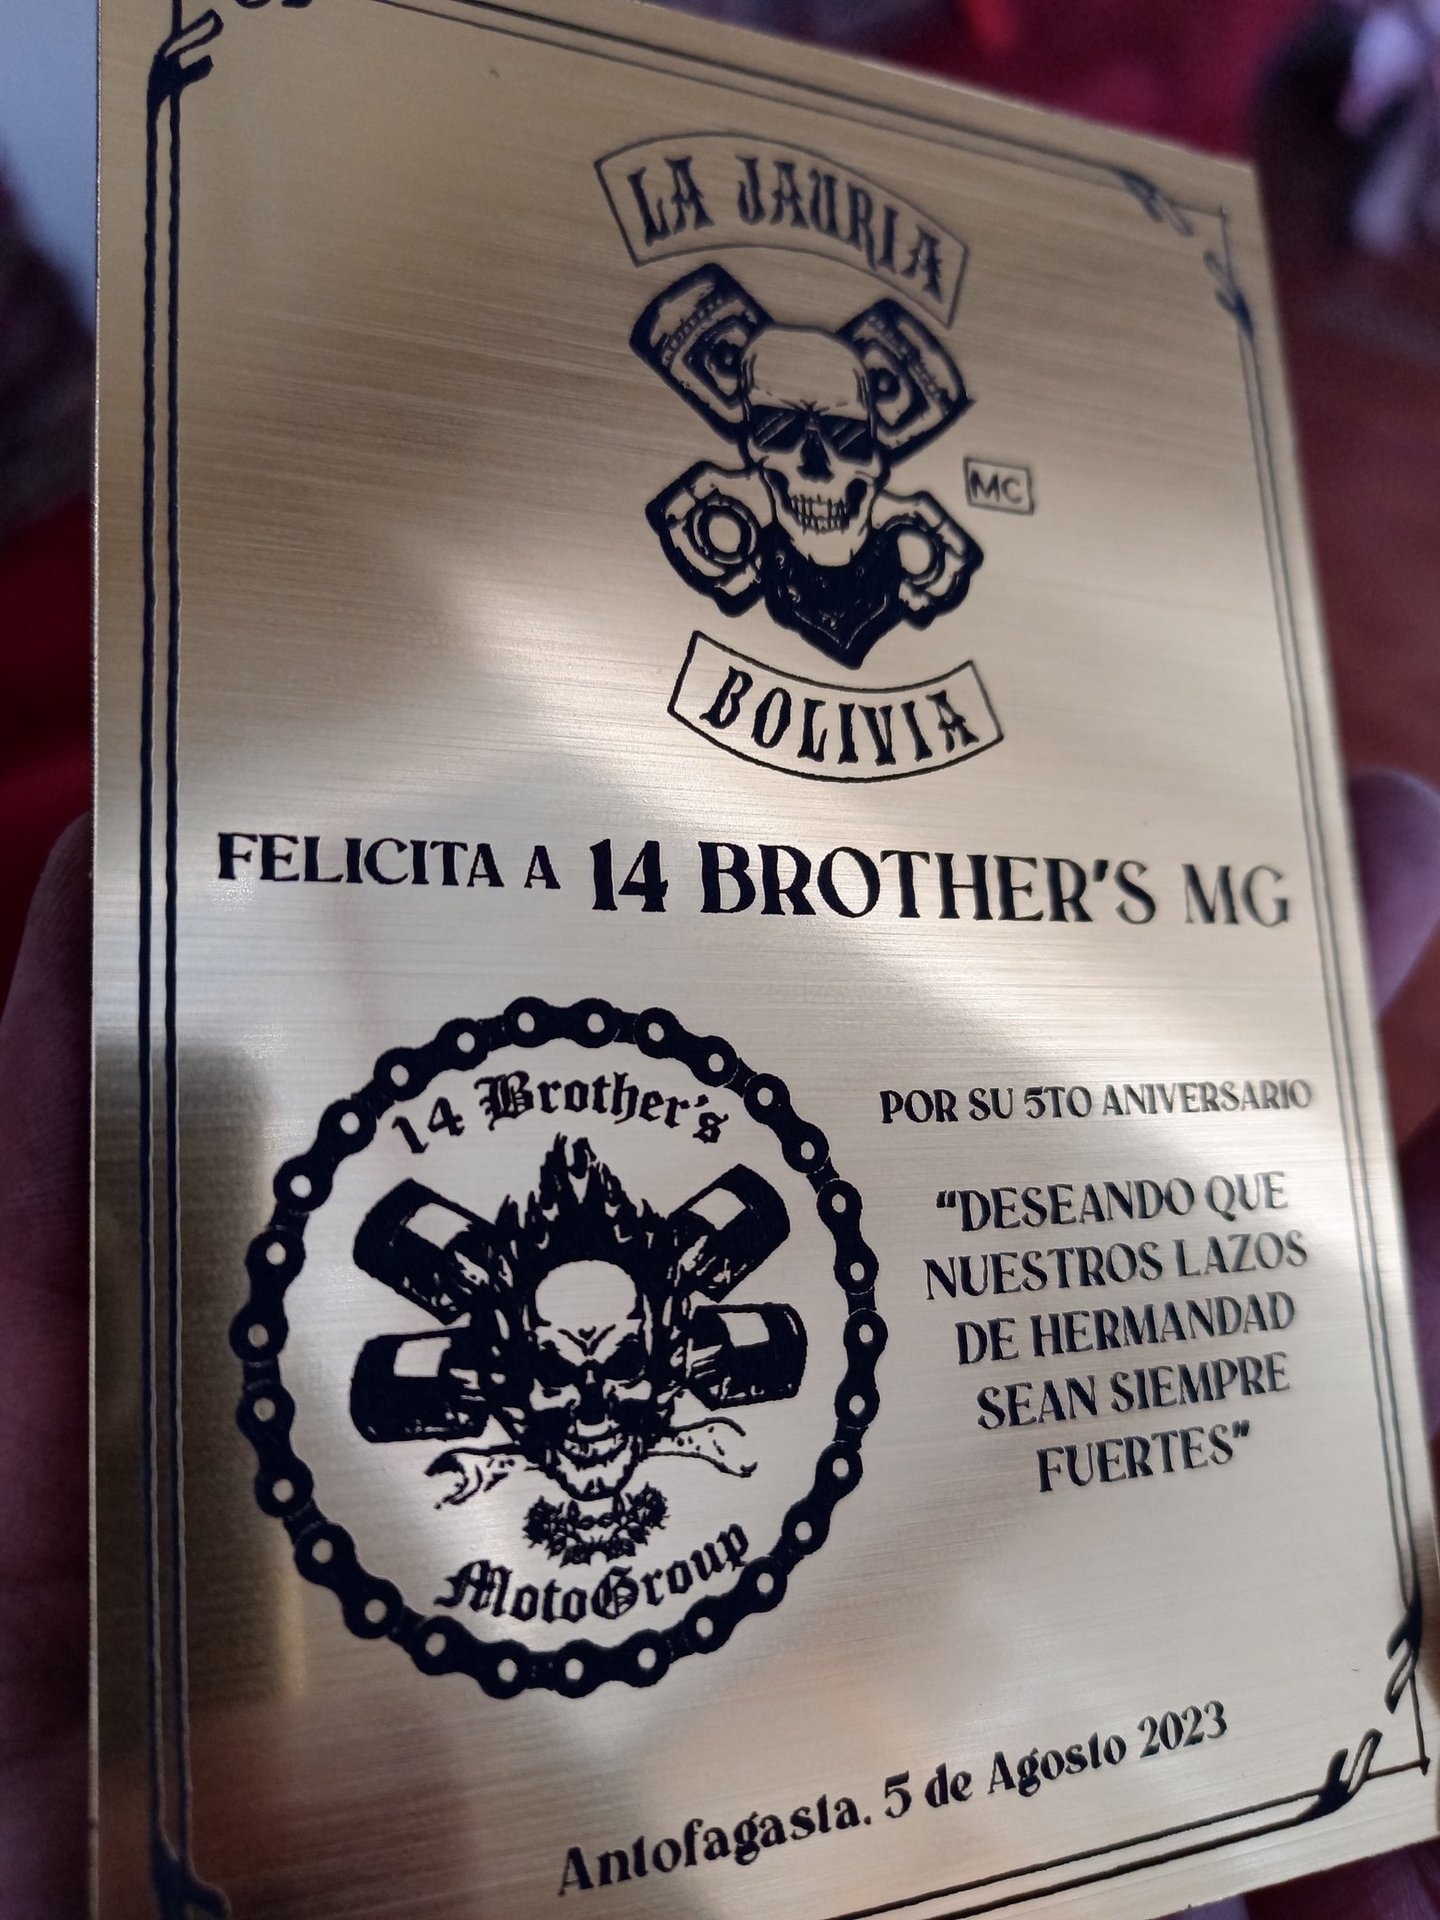 LA JAURIA
MC
BOLIVIA
FELICITA A 14 BROTHER'S MG
14 Brother's
MotoGroup
POR SU 5TO ANIVERSARIO
"DESEANDO QUE
NUESTROS LAZOS
DE HERMANDAD
SEAN SIEMPRE
FUERTES"
Antofagasta. 5 de Agosto 2023